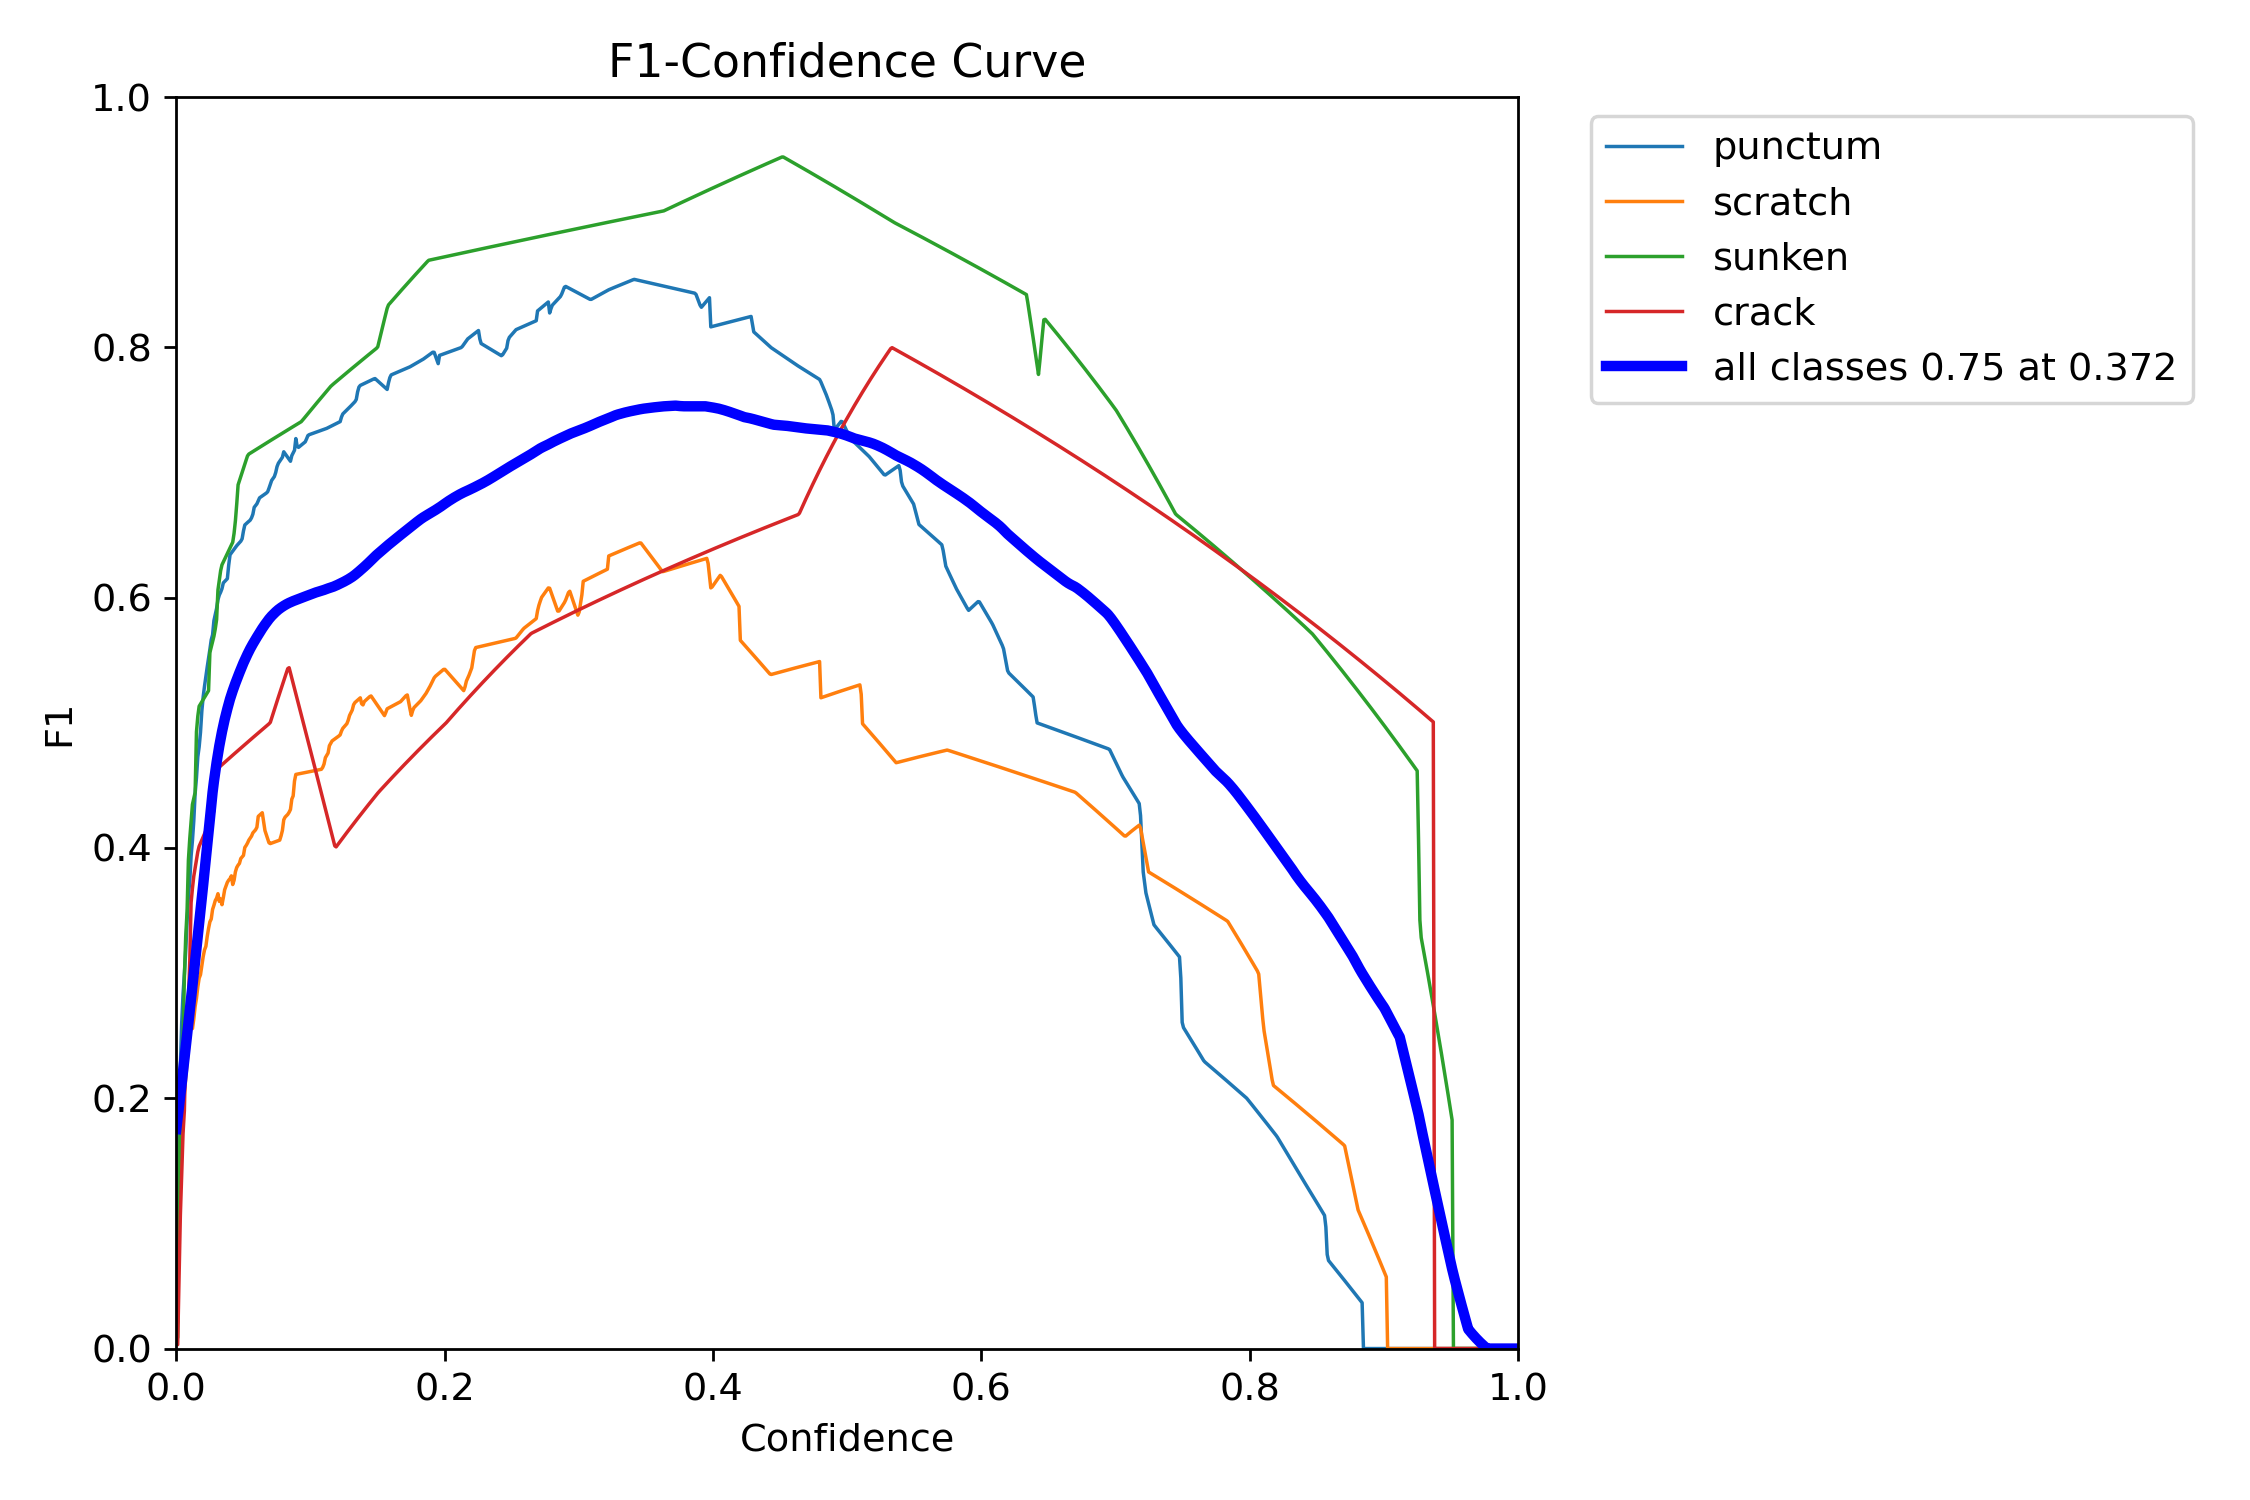 F1-Confidence Curve
1.0
0.8
0.6
0.4
0.2
0.0
F1
0.0 0.2 0.4 0.6 0.8 1.0
Confidence
punctum
scratch
sunken
crack
all classes 0.75 at 0.372